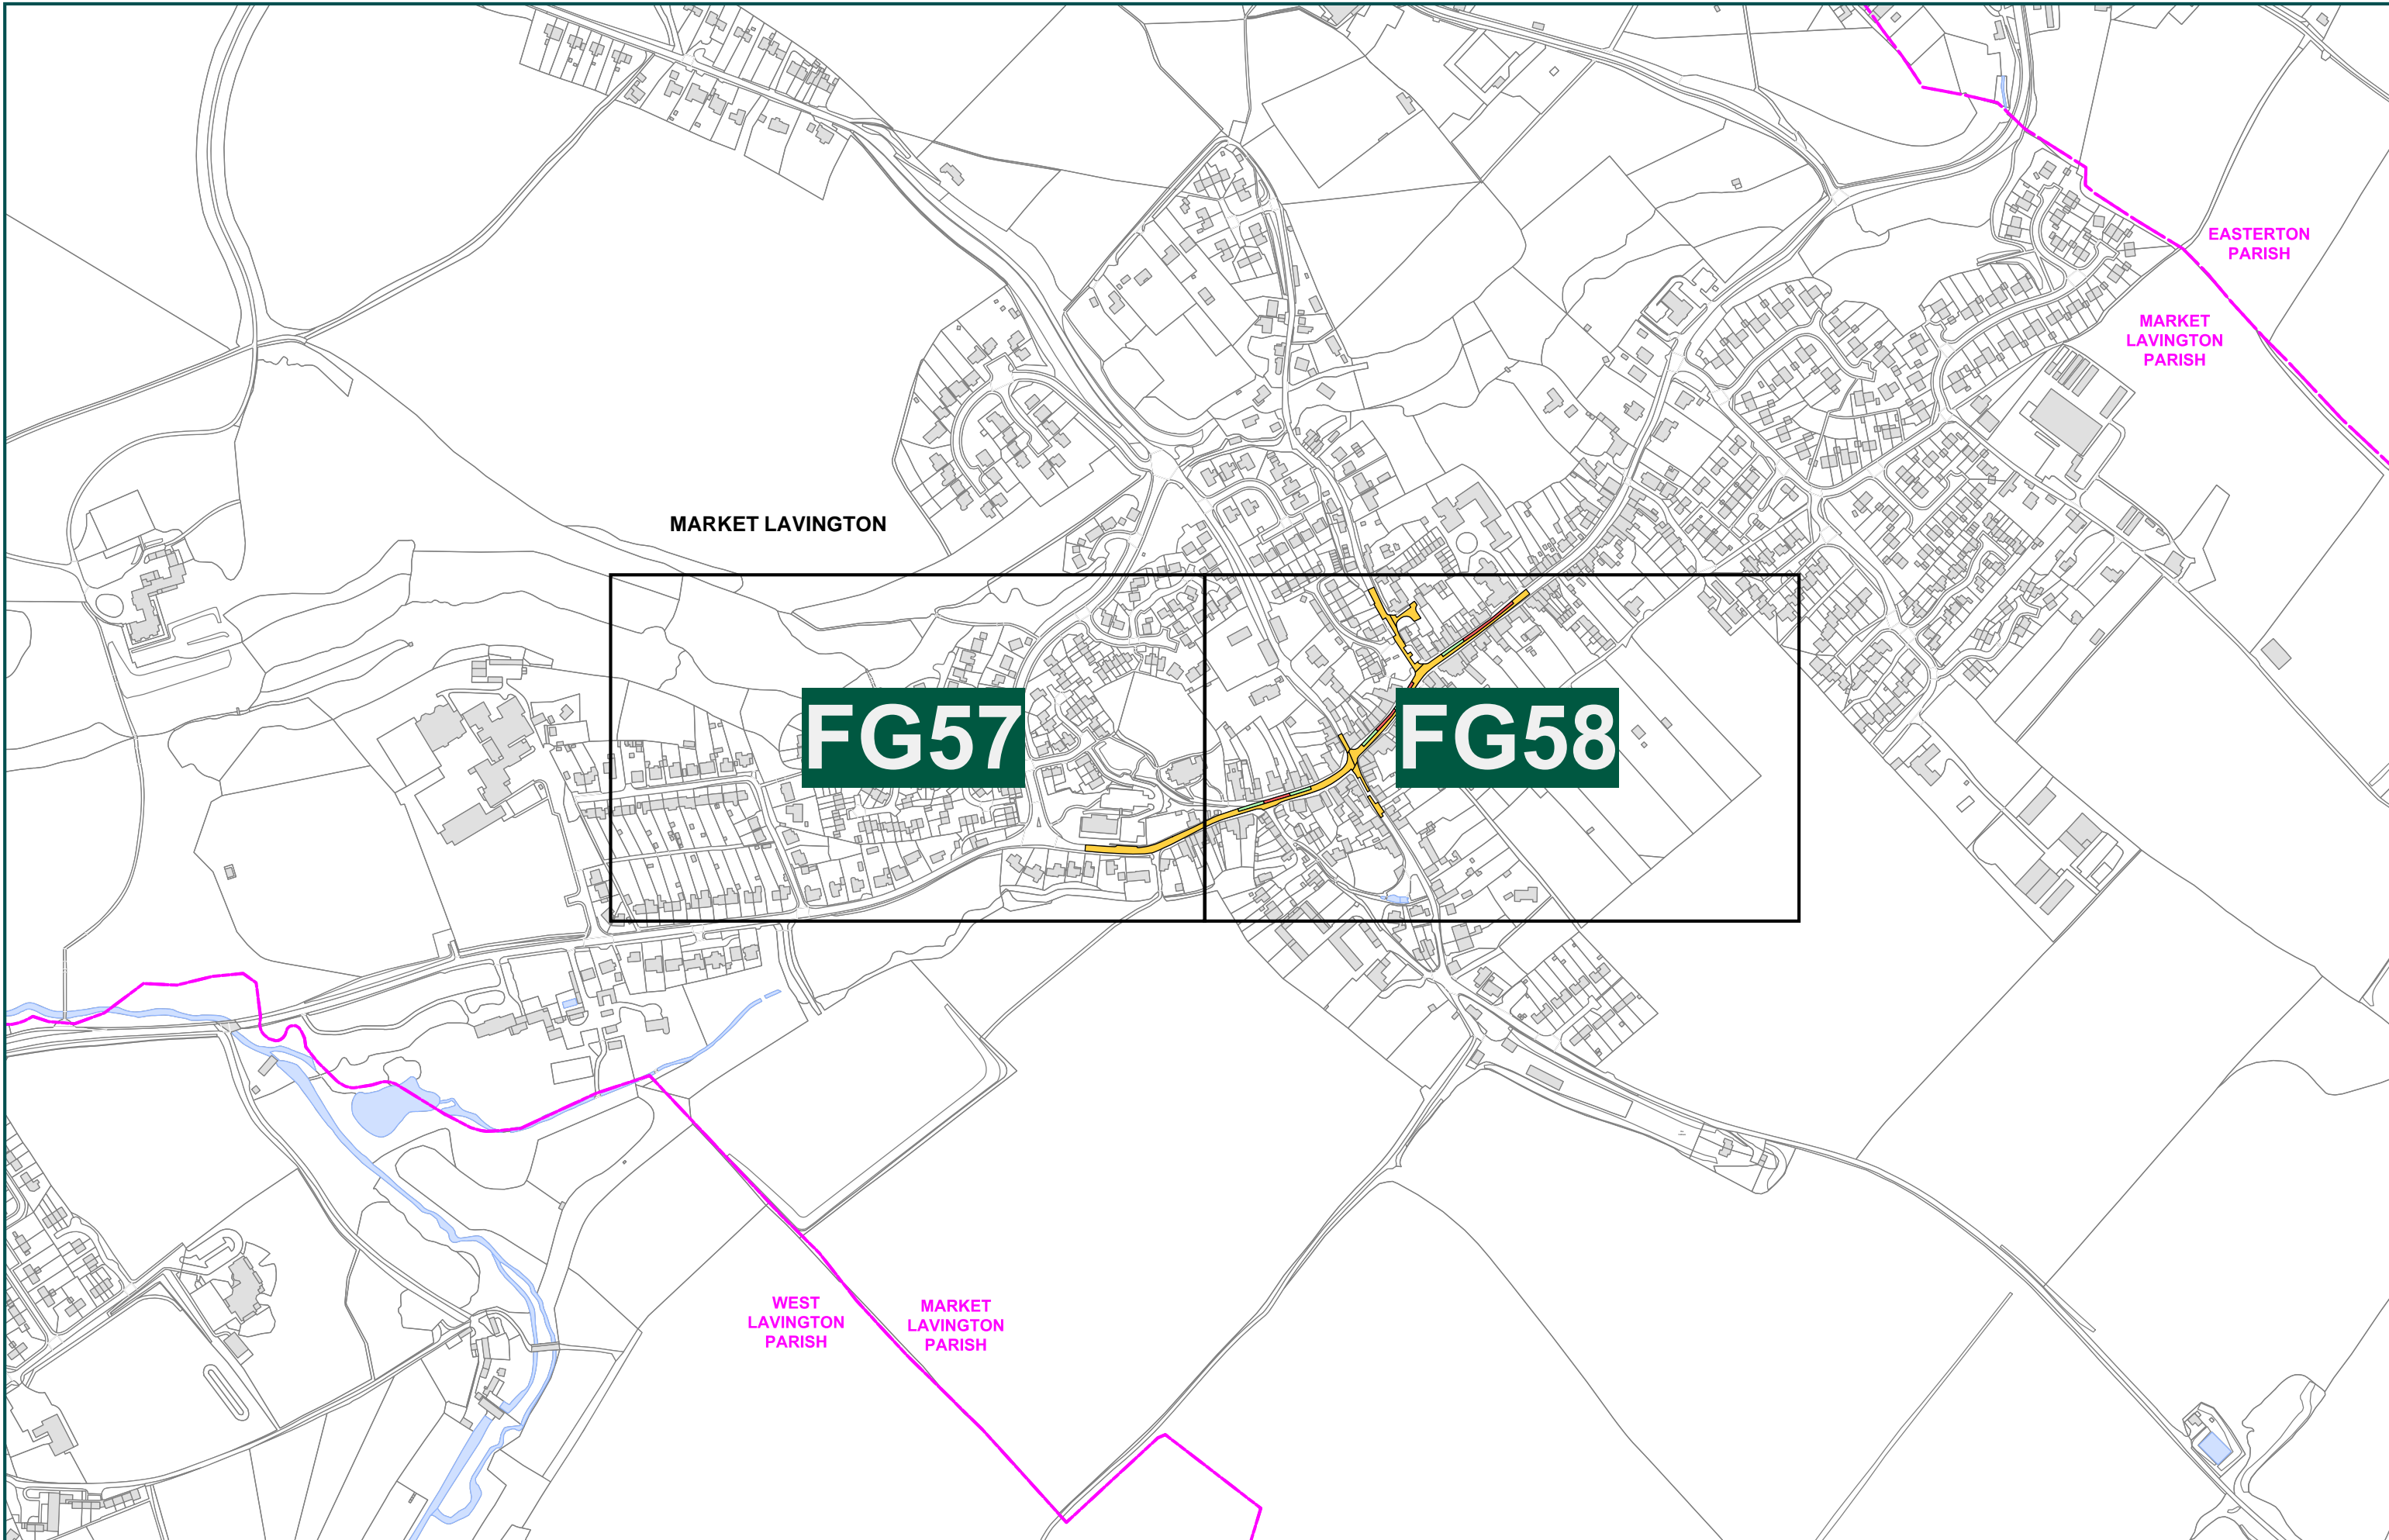 EASTERTON
PARISH
MARKET
LAVINGTON
PARISH
MARKET LAVINGTON
FG57
FG58
WEST
LAVINGTON
PARISH
MARKET
LAVINGTON
PARISH